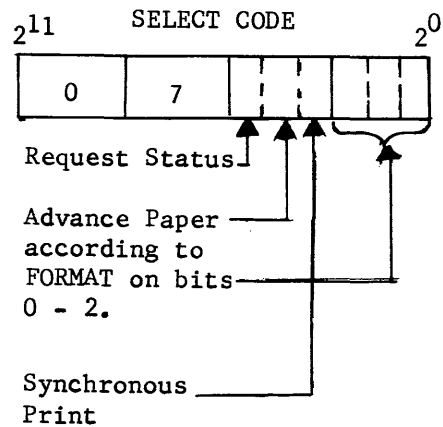 SELECT CODE
2^11 2^0
0 7
Request Status
Advance Paper
according to
FORMAT on bits
0 - 2.
Synchronous
Print